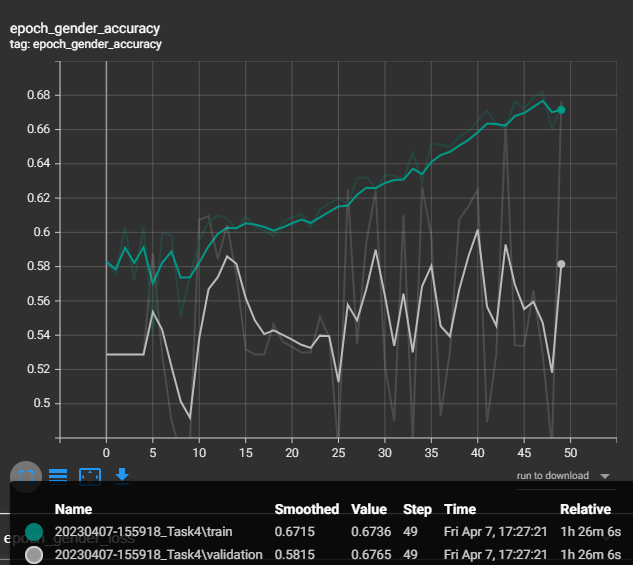 epoch_gender_accuracy
tag: epoch_gender_accuracy
0.68
0.66
0.64
0.62
0.6
0.58
0.56
0.54
0.52
0.5
0 5 10 15 20 25 30 35 40 45 50
run to download
Name Smoothed Value Step Time Relative
20230407-155918_Task4\train 0.6715 0.6736 49 Fri Apr 7, 17:27:21 1h 26m 6s
epoch_gender_loss
20230407-155918_Task4\validation 0.5815 0.6765 49 Fri Apr 7, 17:27:21 1h 26m 6s